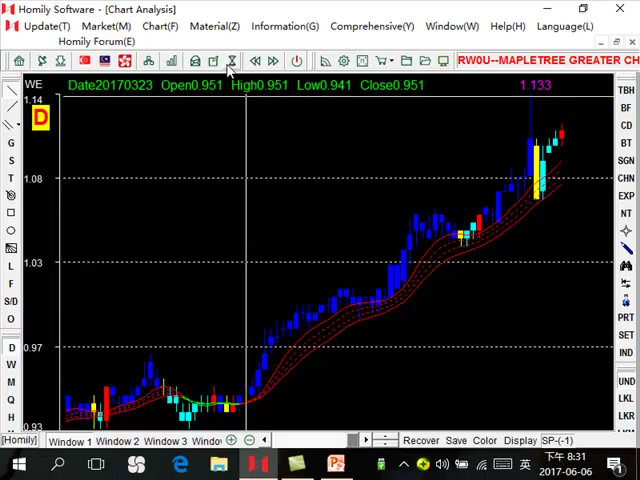 Homily Software - [Chart Analysis]
Update(T) Market(M) Chart(F) Material(Z) Information(G) Comprehensive(Y) Window(W) Help(H) Language(L)
Homily Forum(E)
RW0U--MAPLETREE GREATER CH
WE Date20170323 Open0.951 High0.951 Low0.941 Close0.951 1.133
1.14
D
1.08
1.03
0.97
0.93
G
S
T
L
F
S/D
O
D
W
M
Q
H
TBH
BF
CD
BT
SGN
CHN
EXP
NT
PRT
SET
IND
UND
LKL
LKR
LKM
[Homily] Window 1 Window 2 Window 3 Windo
Recover Save Color Display SP-(-1)
英
下午 8:31
2017-06-06
1